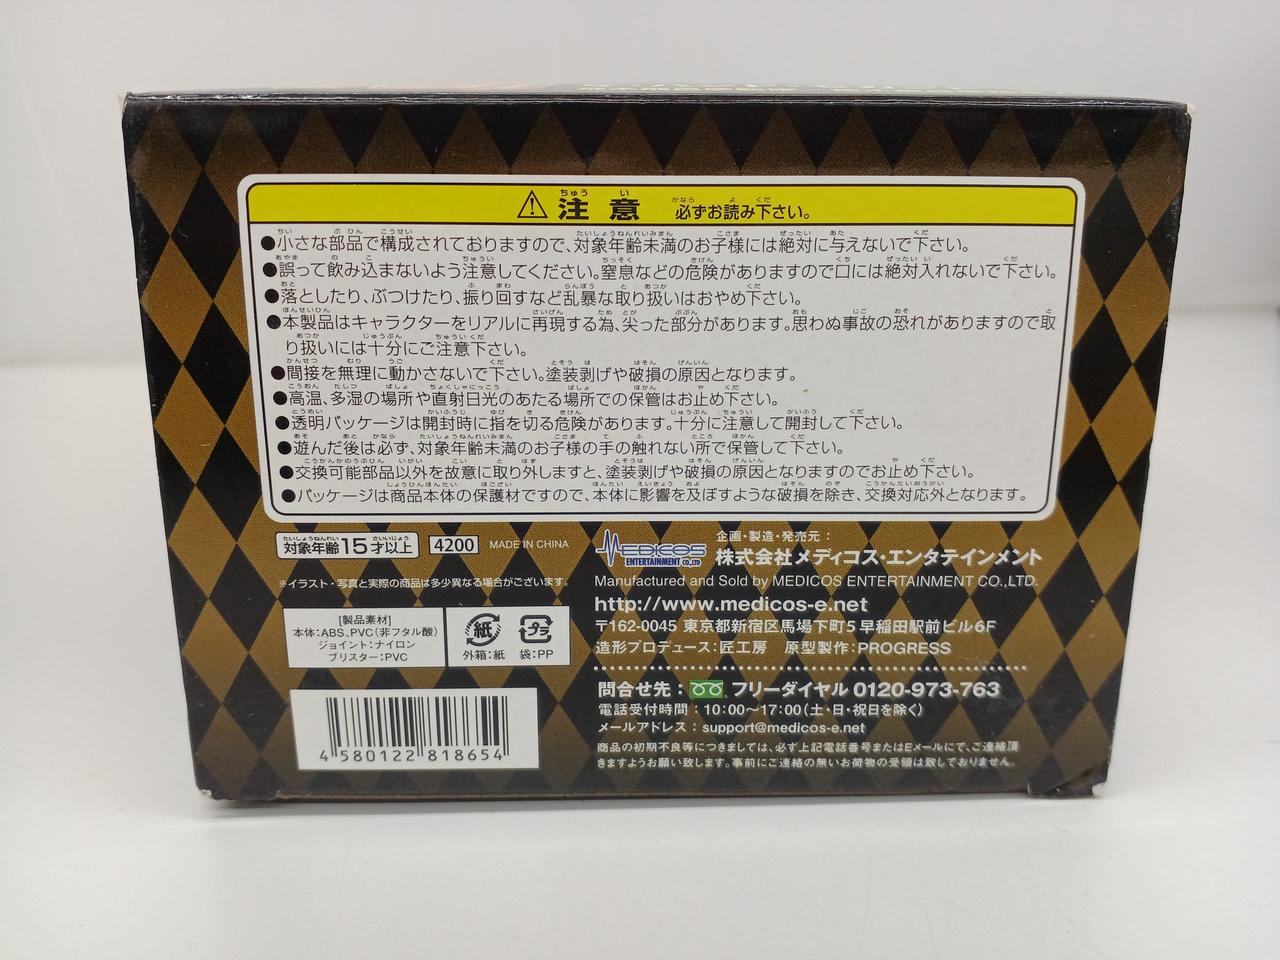 ⚠ 注意 必ずお読み下さい。
●小さな部品で構成されておりますので、対象年齢未満のお子様には絶対に与えないで下さい。
●誤って飲み込まないよう注意してください。窒息などの危険がありますので口には絶対入れないで下さい。
●落としたり、ぶつけたり、振り回すなど乱暴な取り扱いはおやめ下さい。
●本製品はキャラクターをリアルに再現する為、尖った部分があります。思わぬ事故の恐れがありますので取
り扱いには十分にご注意下さい。
●間接を無理に動かさないで下さい。塗装剥げや破損の原因となります。
●高温、多湿の場所や直射日光のあたる場所での保管はお止め下さい。
●透明パッケージは開封時に指を切る危険があります。十分に注意して開封して下さい。
●遊んだ後は必ず、対象年齢未満のお子様の手の触れない所で保管して下さい。
●交換可能部品以外を故意に取り外しますと、塗装剥げや破損の原因となりますのでお止め下さい。
●パッケージは商品本体の保護材ですので、本体に影響を及ぼすような破損を除き、交換対応外となります。
対象年齢15才以上 4200 MADE IN CHINA
※イラスト・写真と実際の商品は多少異なる場合がございます。
[製品素材]
本体:ABS、PVC(非フタル酸)
ジョイント:ナイロン
ブリスター:PVC
紙 プラ
外箱:紙 袋:PP
4 580122 818654
MEDICOS
ENTERTAINMENT CO.,LTD
企画・製造・発売元:
株式会社メディコス・エンタテインメント
Manufactured and Sold by MEDICOS ENTERTAINMENT CO.,LTD.
http://www.medicos-e.net
〒162-0045 東京都新宿区馬場下町5 早稲田駅前ビル6F
造形プロデュース:匠工房 原型製作:PROGRESS
問合せ先: フリーダイヤル 0120-973-763
電話受付時間:10:00〜17:00(土・日・祝日を除く)
メールアドレス:support@medicos-e.net
商品の初期不良等につきましては、必ず上記電話番号またはEメールにて、ご連絡頂
きますようお願い致します。事前にご連絡の無いお荷物の受領は致しておりません。